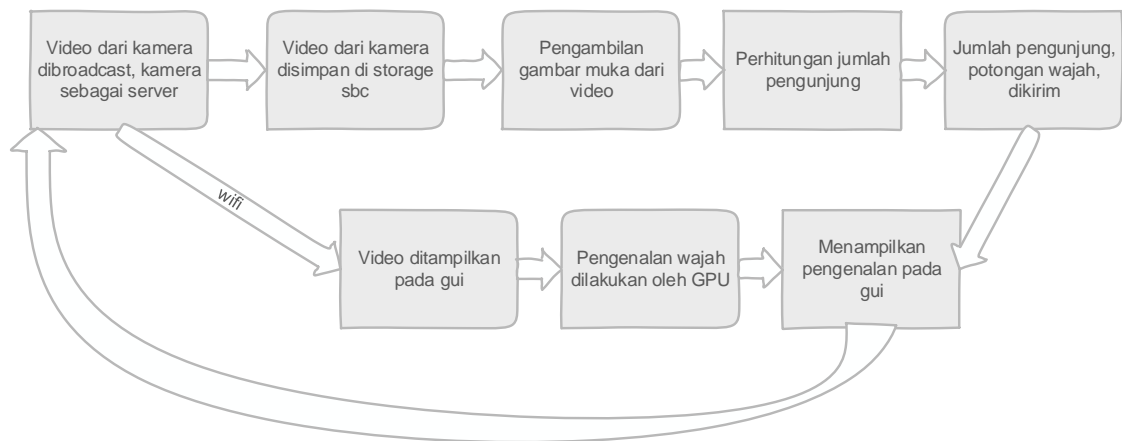 Video dari kamera
dibroadcast, kamera
sebagai server
Video dari kamera
disimpan di storage
sbc
Pengambilan
gambar muka dari
video
Perhitungan jumlah
pengunjung
Jumlah pengunjung,
potongan wajah,
dikirim
wifi
Video ditampilkan
pada gui
Pengenalan wajah
dilakukan oleh GPU
Menampilkan
pengenalan pada
gui